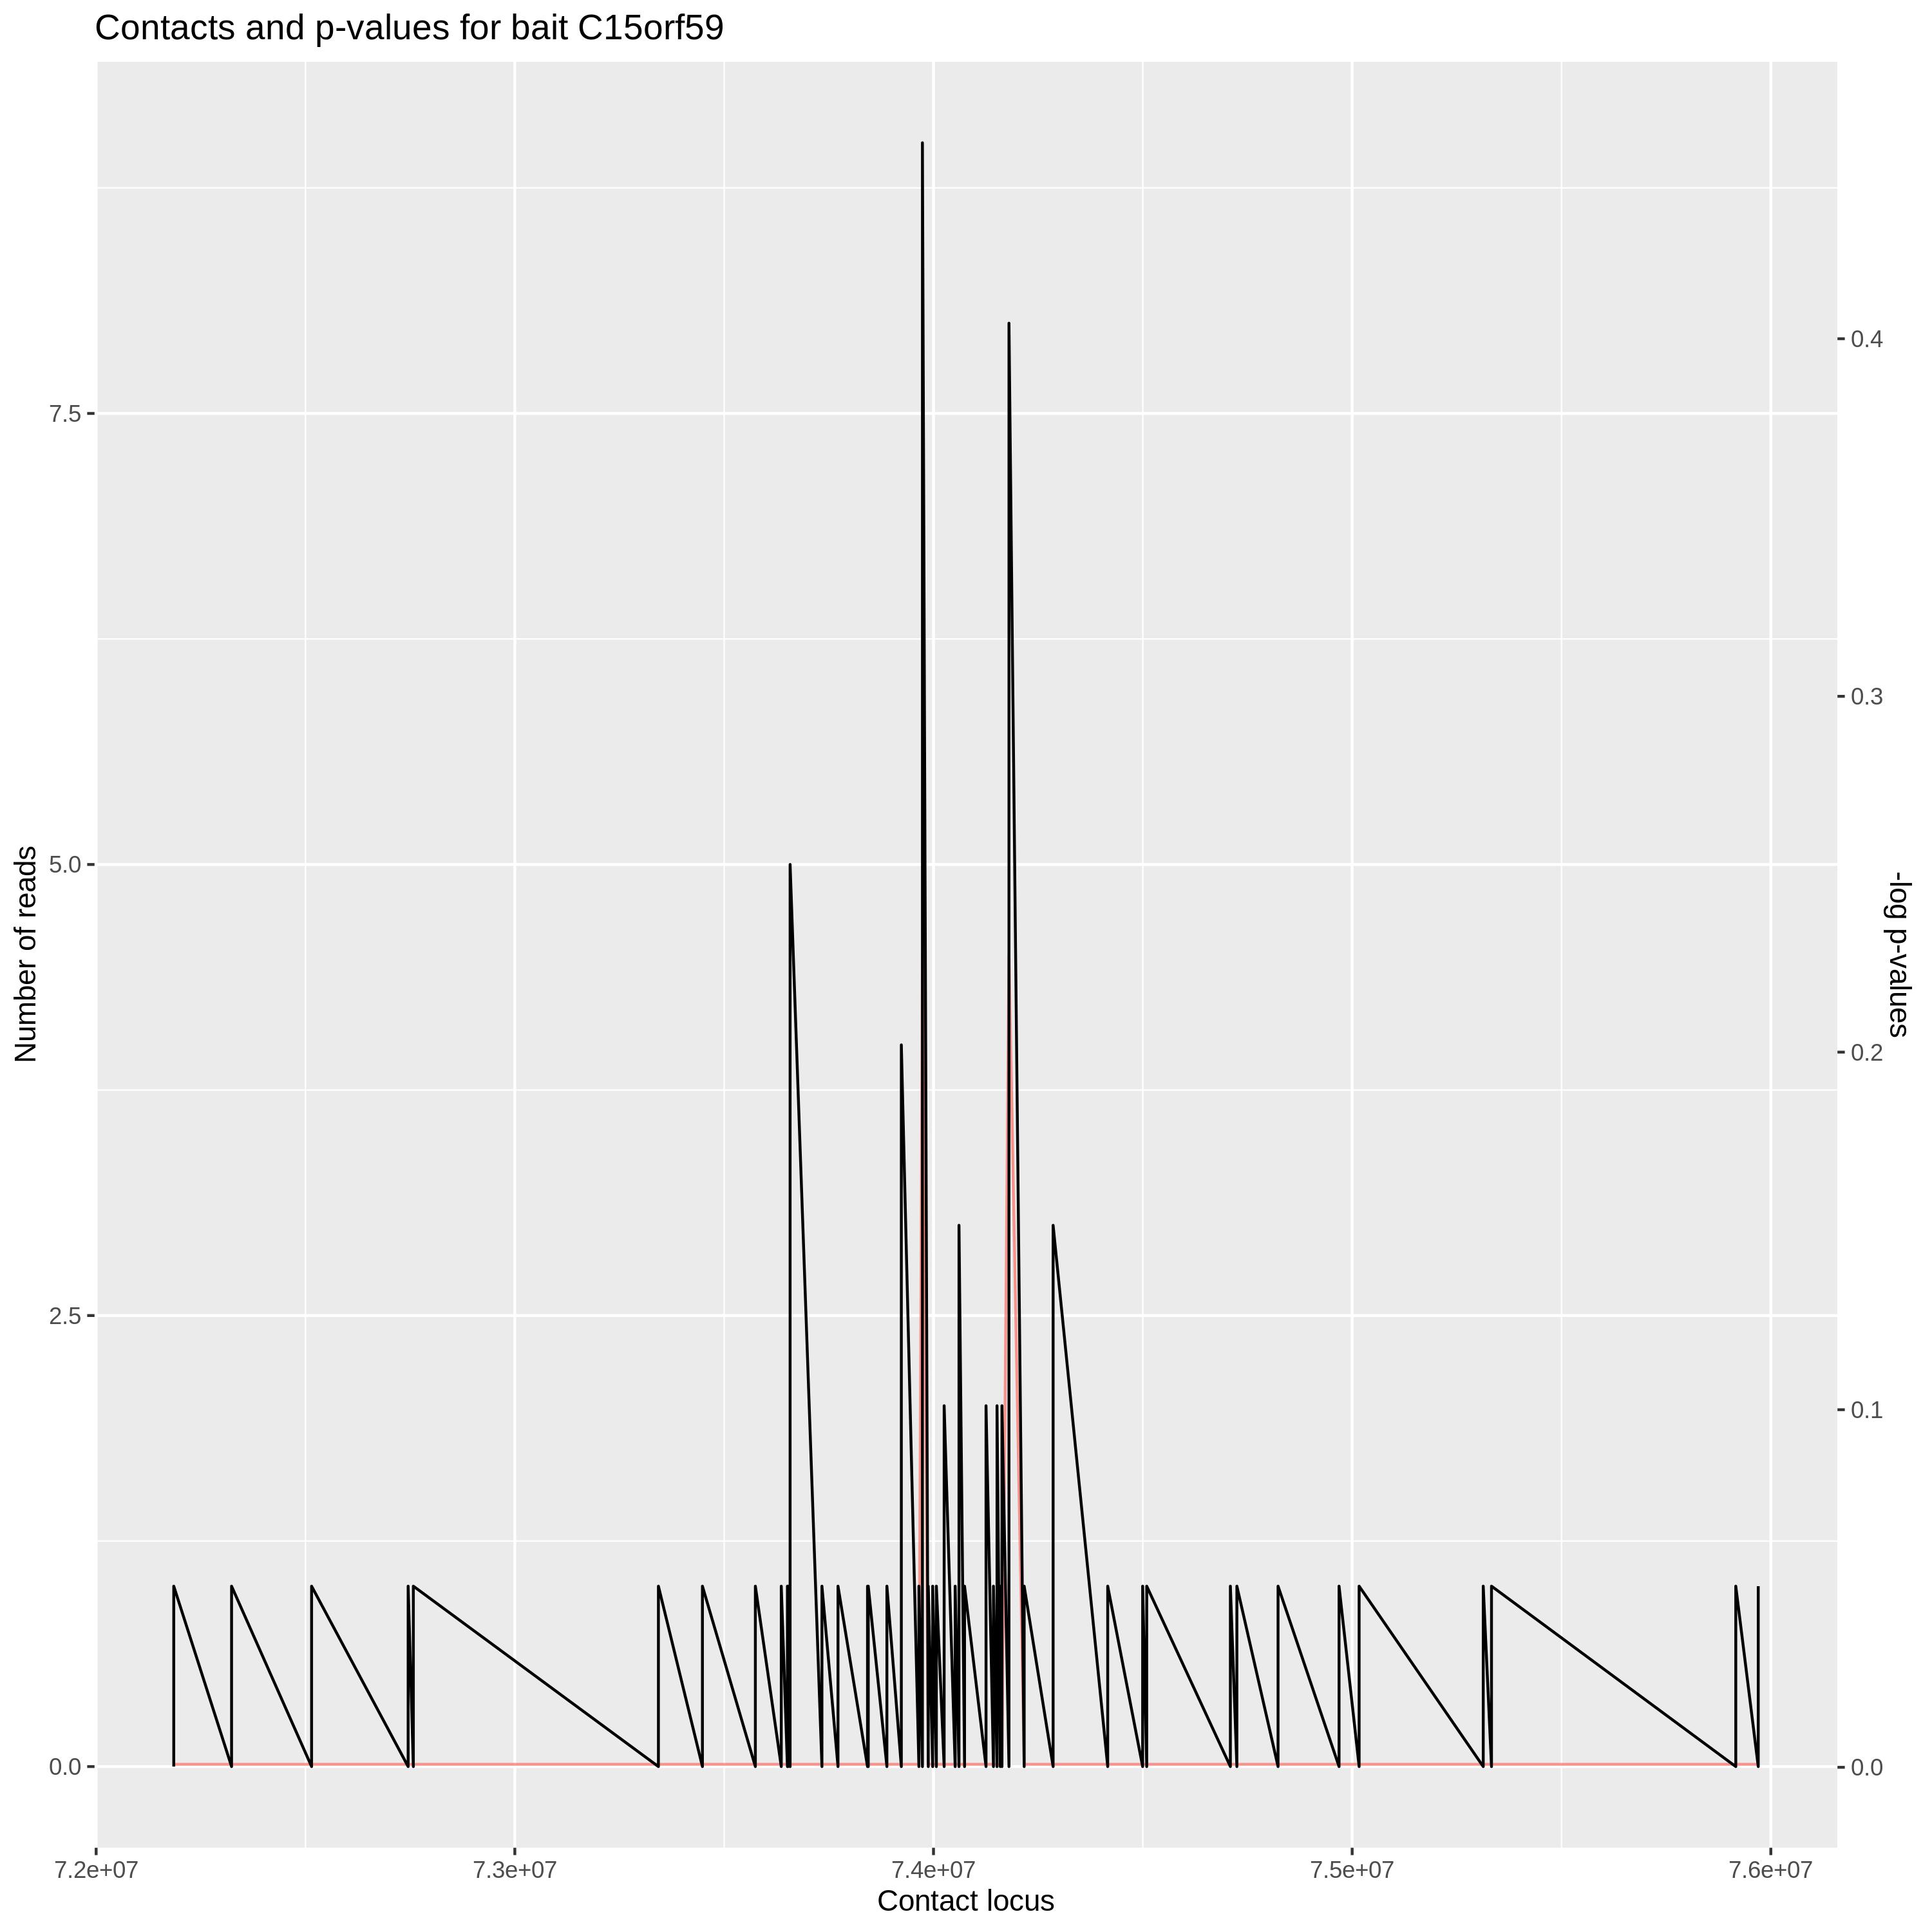 Contacts and p-values for bait C15orf59
Number of reads
7.5
5.0
2.5
0.0
0.4
0.3
0.2
0.1
0.0
-log p-values
7.2e+07
7.3e+07
7.4e+07
7.5e+07
7.6e+07
Contact locus